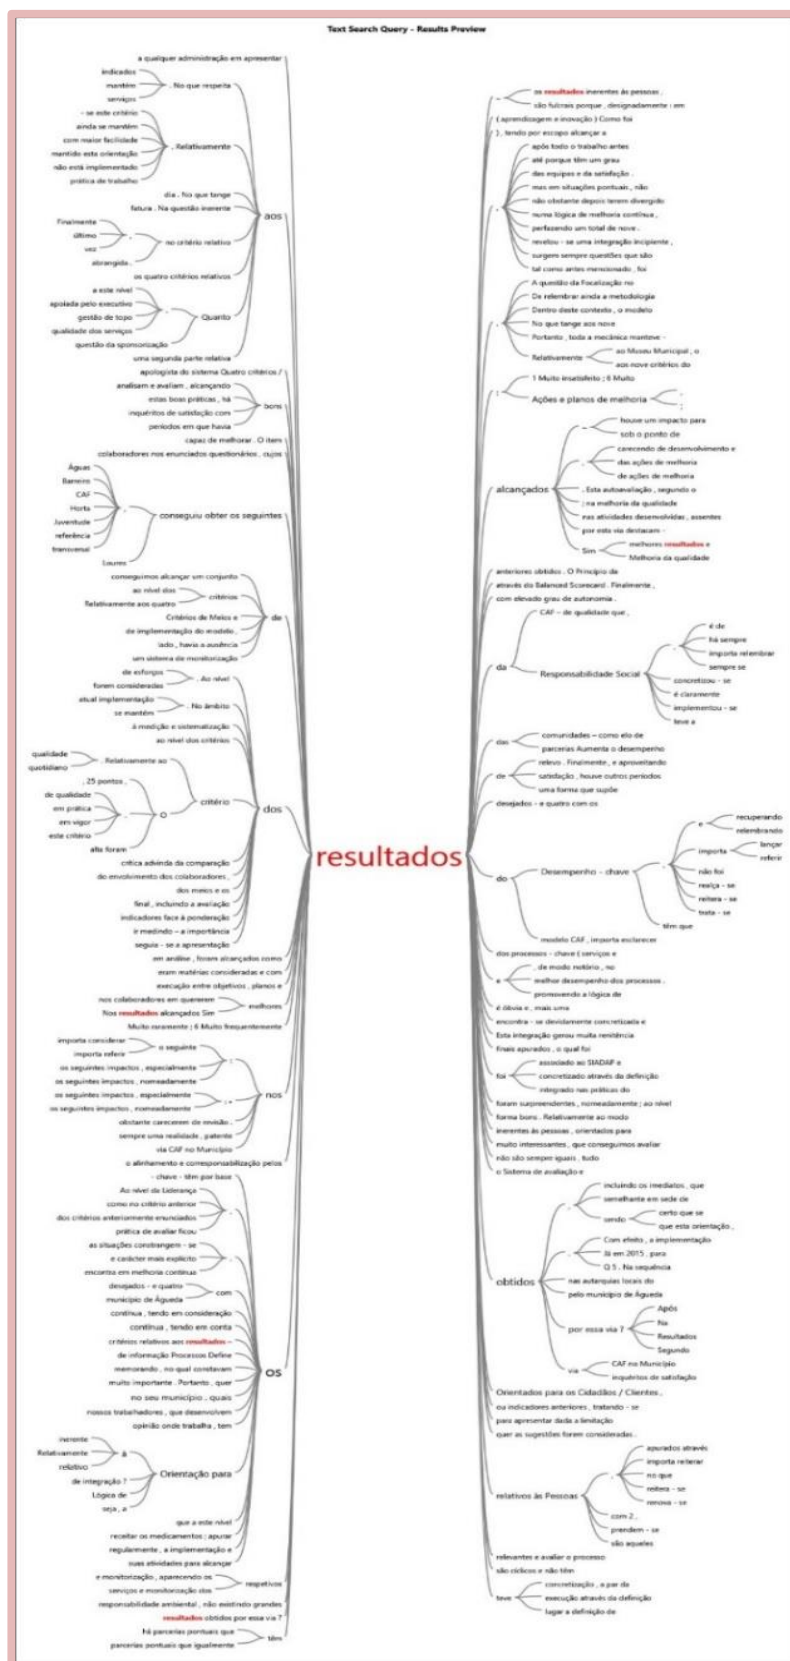 Text Search Query - Results Preview
a qualquer administração em apresentar
indicados
mantém
serviços
. No que respeita
- se este critério
ainda se mantém
com maior facilidade
mantido esta orientação
não está implementado
prática de trabalho
. Relativamente
dia . No que tange
fatura . Na questão inerente
Finalmente
último
vez
,
abrangida .
no critério relativo
os quatro critérios relativos
a este nível
apoiada pelo executivo
gestão de topo
qualidade dos serviços
.
questão da sponsorização
Quanto
uma segunda parte relativa
aos
apologista do sistema Quatro critérios /
analisam e avaliam , alcançando
estas boas práticas , há
inquéritos de satisfação com
períodos em que havia
bons
capaz de melhorar . O item
colaboradores nos enunciados questionários , cujos
Águas
Barreiro
CAF
Horta
Juventude
referência
transversal
,
Loures
conseguiu obter os seguintes
conseguimos alcançar um conjunto
ao nível dos
Relativamente aos quatro
critérios
Critérios de Meios e
de implementação do modelo ,
lado , havia a ausência
um sistema de monitorização
de
de esforços
forem consideradas
. Ao nível
atual implementação
se mantém
. No âmbito
à medição e sistematização
ao nível dos critérios
qualidade
quotidiano
. Relativamente ao
, 25 pontos ,
de qualidade
em prática
em vigor
este critério
.
alta foram
O
critério
crítica advinda da comparação
do envolvimento dos colaboradores ,
dos meios e os
final , incluindo a avaliação
indicadores face à ponderação
ir medindo – a importância
seguia - se a apresentação
dos
em análise , foram alcançados como
eram matérias consideradas e com
execução entre objetivos , planos e
nos colaboradores em quererem
Nos resultados alcançados Sim
melhores
Muito raramente ; 6 Muito frequentemente
importa considerar
importa referir
o seguinte
os seguintes impactos , especialmente
os seguintes impactos , nomeadamente
:
os seguintes impactos , especialmente
os seguintes impactos , nomeadamente
: -
obstante carecerem de revisão .
sempre uma realidade , patente
via CAF no Município
nos
o alinhamento e corresponsabilização pelos
- chave - têm por base
Ao nível da Liderança
como no critério anterior
dos critérios anteriormente enunciados
prática de avaliar ficou
,
as situações constrangem - se
e carácter mais explícito
encontra em melhoria contínua
.
desejados - e quatro
município de Águeda
com
contínua , tendo em consideração
contínua , tendo em conta
critérios relativos aos resultados –
de informação Processos Define
memorando , no qual constavam
muito importante . Portanto , quer
no seu município , quais
nossos trabalhadores , que desenvolvem
opinião onde trabalha , tem
os
inerente
Relativamente
relativo
à
de integração ?
Lógica de
seja , a
Orientação para
que a este nível
receitar os medicamentos ; apurar
regularmente , a implementação e
suas atividades para alcançar
e monitorização , aparecendo os
serviços e monitorização dos
respetivos
responsabilidade ambiental , não existindo grandes
resultados obtidos por essa via ?
há parcerias pontuais que
parcerias pontuais que igualmente
têm
resultados
–
os resultados inerentes às pessoas ,
são fulcrais porque , designadamente : em
( aprendizagem e inovação ) Como foi
) , tendo por escopo alcançar a
,
após todo o trabalho antes
até porque têm um grau
das equipas e da satisfação .
mas em situações pontuais , não
não obstante depois terem divergido
numa lógica de melhoria contínua ,
perfazendo um total de nove .
revelou - se uma integração incipiente ,
surgem sempre questões que são
tal como antes mencionado , foi
.
A questão da Focalização no
De relembrar ainda a metodologia
Dentro deste contexto , o modelo
No que tange aos nove
Portanto , toda a mecânica manteve -
Relativamente
ao Museu Municipal , o
aos nove critérios do
:
1 Muito insatisfeito ; 6 Muito
Ações e planos de melhoria
.
;
alcançados
–
houve um impacto para
sob o ponto de
,
carecendo de desenvolvimento e
das ações de melhoria
de ações de melhoria
. Esta autoavaliação , segundo o
; na melhoria da qualidade
nas atividades desenvolvidas , assentes
por esta via destacam -
Sim
melhores resultados e
Melhoria da qualidade
anteriores obtidos . O Princípio da
através do Balanced Scorecard . Finalmente ,
com elevado grau de autonomia .
da
CAF – de qualidade que ,
Responsabilidade Social
,
é de
há sempre
importa relembrar
sempre se
concretizou - se
é claramente
implementou - se
teve a
das
comunidades – como elo de
parcerias Aumenta o desempenho
de
relevo . Finalmente , e aproveitando
satisfação , houve outros períodos
uma forma que supõe
desejados - e quatro com os
do
Desempenho - chave
,
e
recuperando
relembrando
importa
lançar
referir
não foi
realça - se
reitera - se
testa - se
têm que
modelo CAF , importa esclarecer
dos processos - chave ( serviços e
e
, de modo notório , no
melhor desempenho dos processos .
promovendo a lógica de
é óbvia e , mais uma
encontra - se devidamente concretizada e
Esta integração gerou muita renitência
finais apurados , o qual foi
foi
associado ao SIADAP e
concretizado através da definição
integrado nas práticas do
foram surpreendentes , nomeadamente ; ao nível
forma bons . Relativamente ao modo
inerentes às pessoas , orientados para
muito interessantes , que conseguimos avaliar
não são sempre iguais , tudo
o Sistema de avaliação e
obtidos
,
incluindo os imediatos , que
semelhante em sede de
sendo
certo que se
que esta orientação ,
.
Com efeito , a implementação
Já em 2015 , para
Q 5 . Na sequência
nas autarquias locais do
pelo município de Águeda
por essa via ?
Após
Na
Resultados
Segundo
via
CAF no Município
inquéritos de satisfação
Orientados para os Cidadãos / Clientes ,
ou indicadores anteriores , tratando - se
para apresentar dada a limitação
quer as sugestões forem consideradas .
relativos às Pessoas
,
apurados através
importa reiterar
no que
reitera - se
renova - se
com 2 ,
prendem - se
são aqueles
relevantes e avaliar o processo
são cíclicos e não têm
teve
concretização , a par da
execução através da definição
lugar a definição de